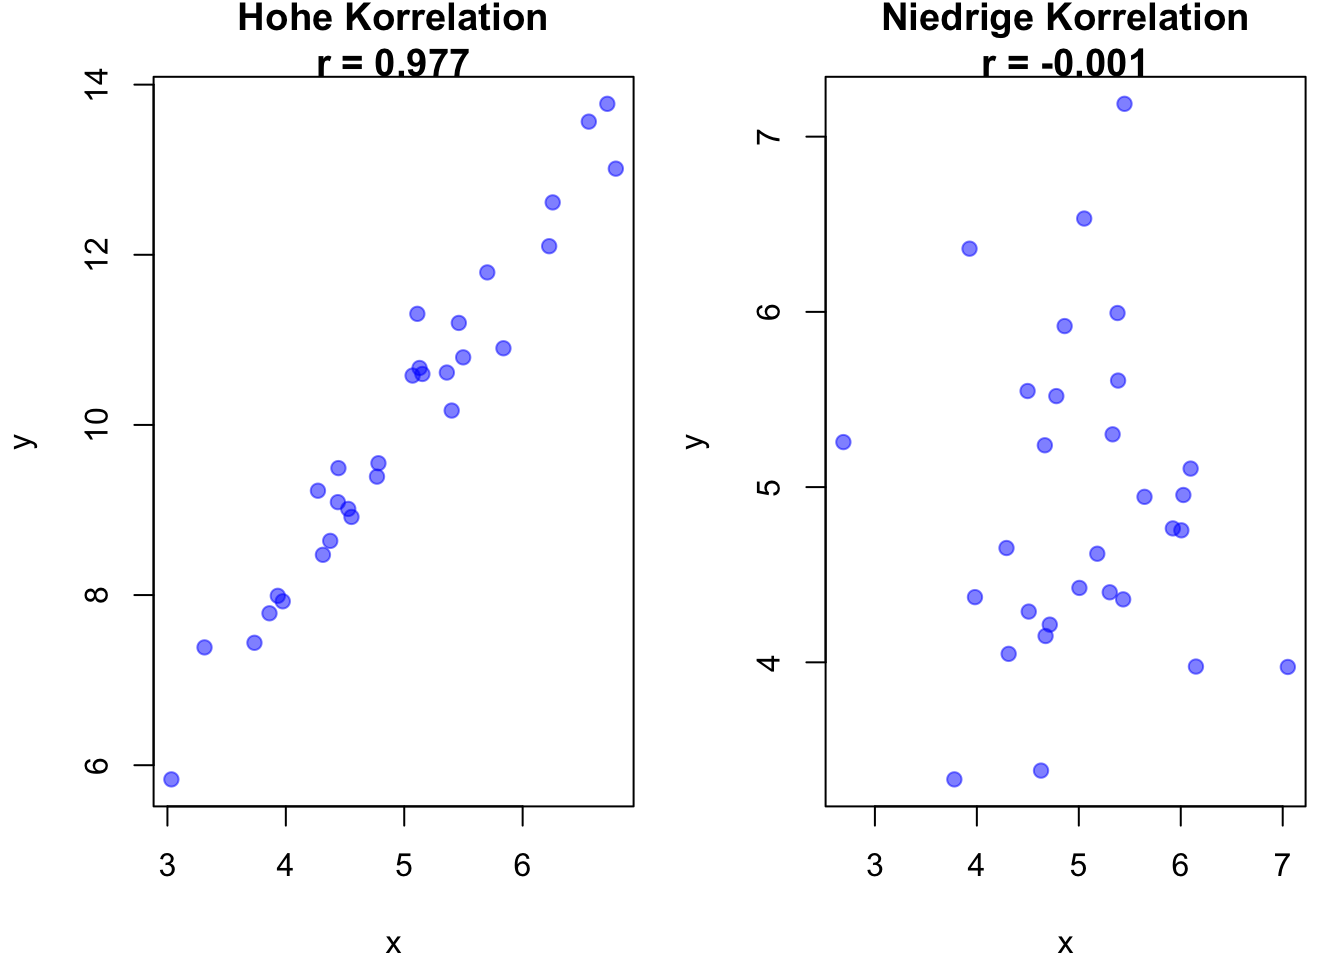 Hohe Korrelation
r = 0.977
14
12
10
8
6
y
3 4 5 6
x
Niedrige Korrelation
r = -0.001
7
6
5
4
y
3 4 5 6 7
x